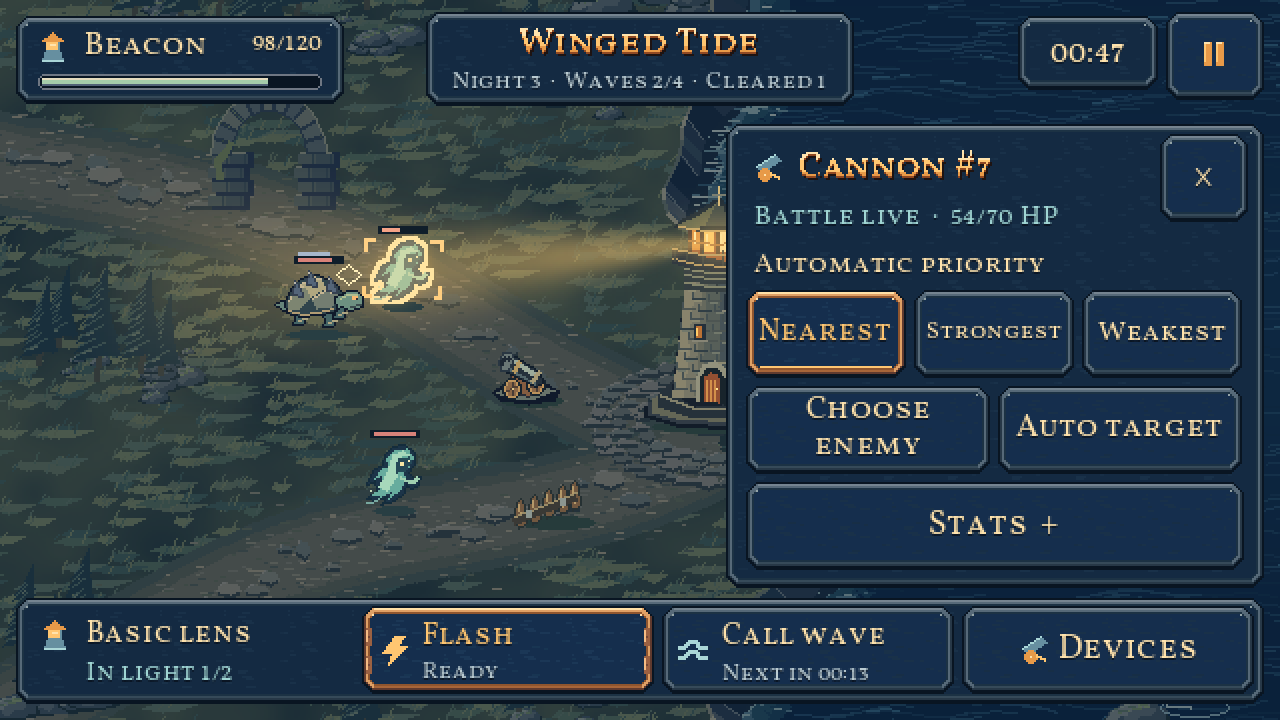 Beacon 98/120
Winged Tide
Night 3 · Waves 2/4 · Cleared 1
00:47
Cannon #7
X
Battle live · 54/70 HP
Automatic priority
Nearest
Strongest
Weakest
Choose
enemy
Auto target
Stats +
Basic lens
In light 1/2
Flash
Ready
Call wave
Next in 00:13
Devices